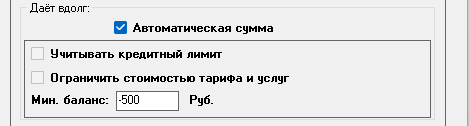 Даёт вдолг:
Автоматическая сумма
Учитывать кредитный лимит
Ограничить стоимостью тарифа и услуг
Мин. баланс: -500 Руб.